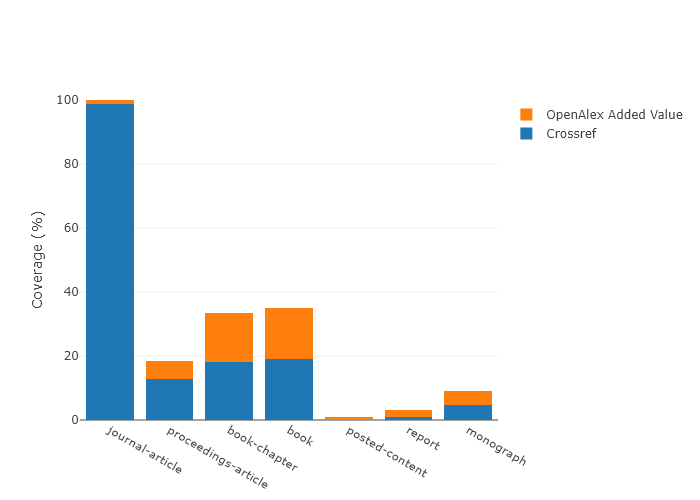 OpenAlex Added Value
Crossref
Coverage (%)
100
80
60
40
20
0
journal-article
proceedings-article
book-chapter
book
posted-content
report
monograph